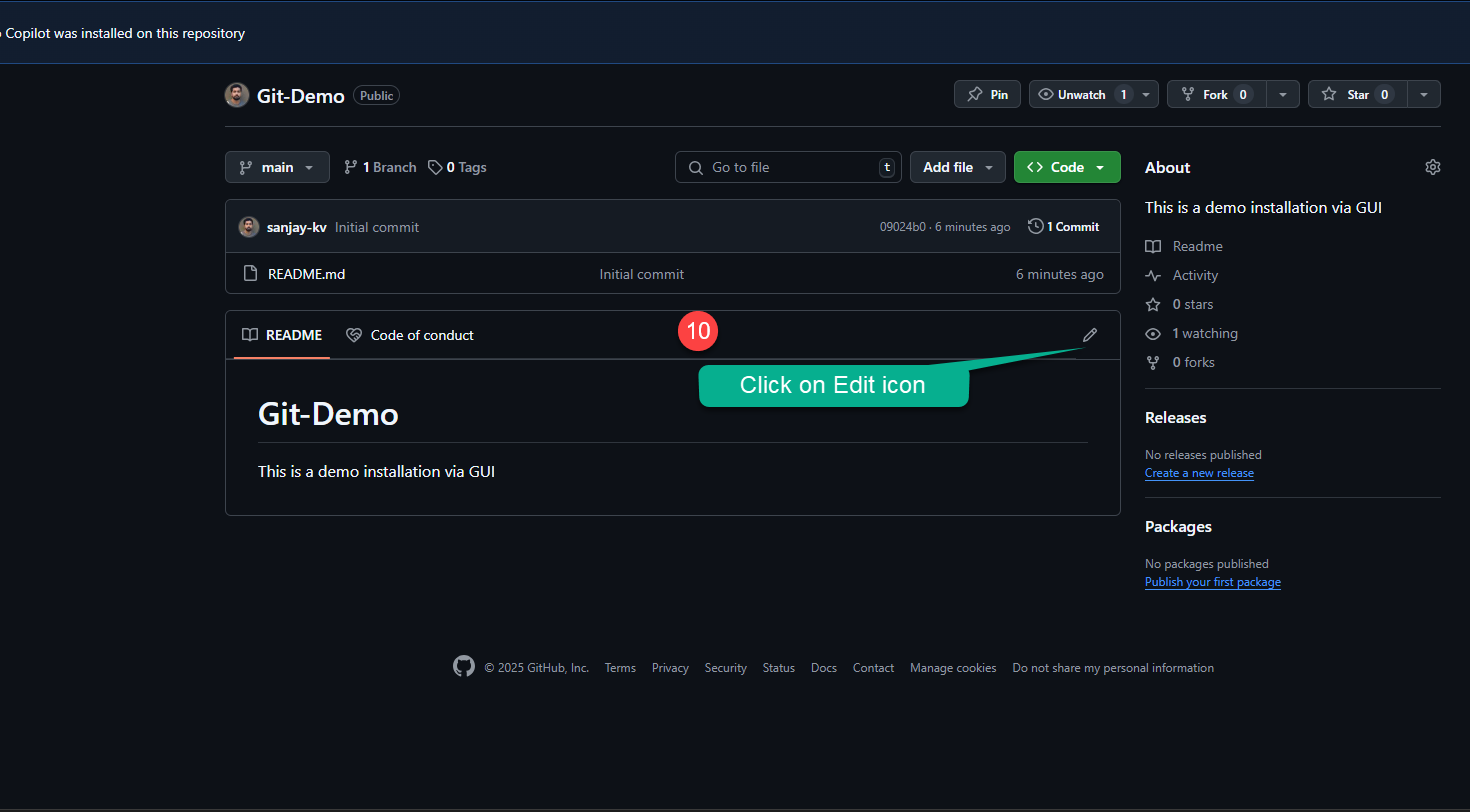 Copilot was installed on this repository
Git-Demo Public
Pin
Unwatch 1
Fork 0
Star 0
main
1 Branch
0 Tags
Go to file t
Add file
Code
sanjay-kv Initial commit
09024b0 · 6 minutes ago
1 Commit
README.md
Initial commit
6 minutes ago
README
Code of conduct
10
Click on Edit icon
Git-Demo
This is a demo installation via GUI
About
This is a demo installation via GUI
Readme
Activity
0 stars
1 watching
0 forks
Releases
No releases published
Create a new release
Packages
No packages published
Publish your first package
© 2025 GitHub, Inc. Terms Privacy Security Status Docs Contact Manage cookies Do not share my personal information